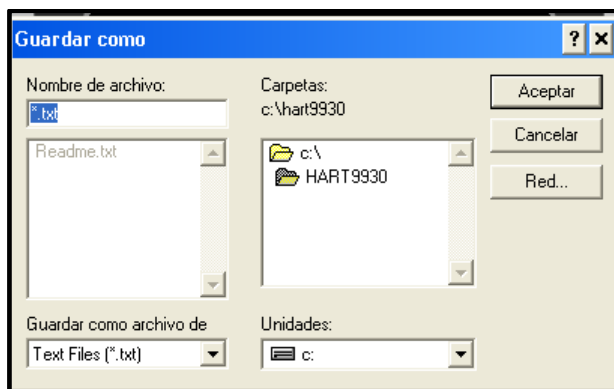 Guardar como
Nombre de archivo:
*.txt
Readme.txt
Guardar como archivo de
Text Files (*.txt)
Carpetas:
c:\hart9930
c:\
HART9930
Unidades:
c:
Aceptar
Cancelar
Red...